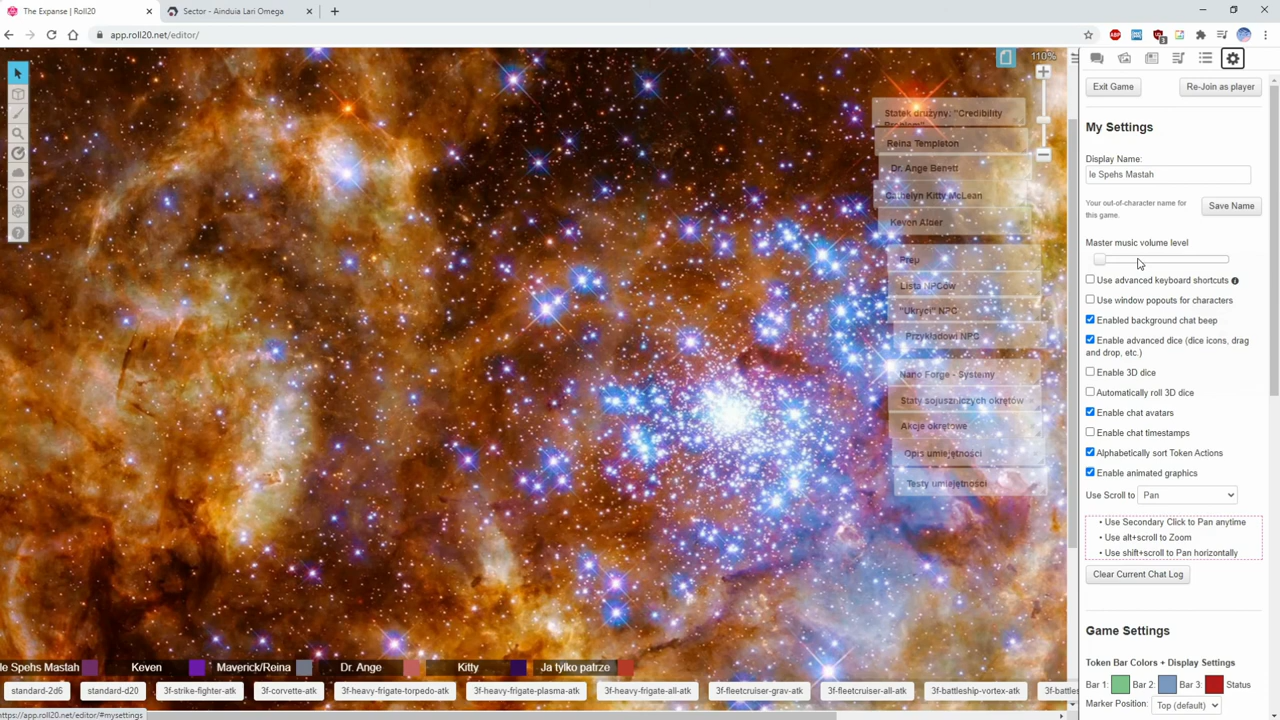 The Expanse | Roll20
Sector - Ainduia Lari Omega
app.roll20.net/editor/
110%
Exit Game
Re-Join as player
My Settings
Display Name:
le Spehs Mastah
Your out-of-character name for
this game.
Save Name
Master music volume level
Use advanced keyboard shortcuts
Use window popouts for characters
Enabled background chat beep
Enable advanced dice (dice icons, drag
and drop, etc.)
Enable 3D dice
Automatically roll 3D dice
Enable chat avatars
Enable chat timestamps
Alphabetically sort Token Actions
Enable animated graphics
Use Scroll to Pan
• Use Secondary Click to Pan anytime
• Use alt+scroll to Zoom
• Use shift+scroll to Pan horizontally
Clear Current Chat Log
Game Settings
Token Bar Colors + Display Settings
Bar 1: Bar 2: Bar 3: Status
Marker Position: Top (default)
Statek drużyny: "Credibility
Problem"
Reina Templeton
Dr. Ange Benett
Kitty McLean
Keven Alder
Prep
Lista NPCów
"Ukryci" NPC
Przykładowi NPC
Nano Forge - Systemy
Staty sojuszniczych okrętów
Akcje okrętowe
Opis umiejętności
Testy umiejętności
le Spehs Mastah
Keven
Maverick/Reina
Dr. Ange
Kitty
Ja tylko patrze
standard-2d6
standard-d20
3f-strike-fighter-atk
3f-corvette-atk
3f-heavy-frigate-torpedo-atk
3f-heavy-frigate-plasma-atk
3f-heavy-frigate-all-atk
3f-fleetcruiser-grav-atk
3f-fleetcruiser-all-atk
3f-battleship-vortex-atk
3f-battles
https://app.roll20.net/editor/#mysettings